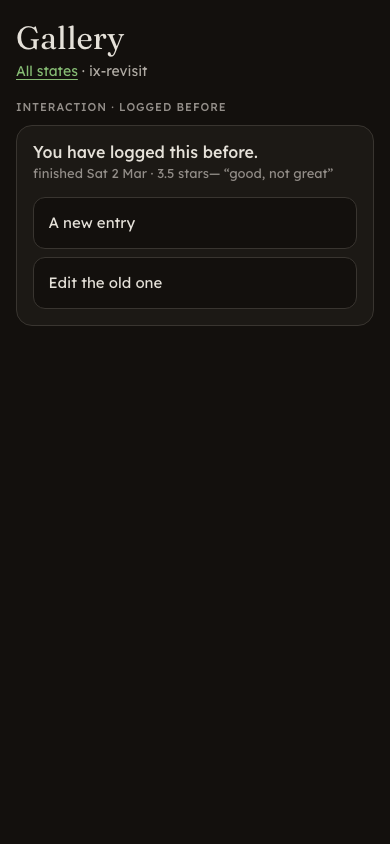 Gallery
All states · ix-revisit
INTERACTION · LOGGED BEFORE
You have logged this before.
finished Sat 2 Mar · 3.5 stars— “good, not great”
A new entry
Edit the old one